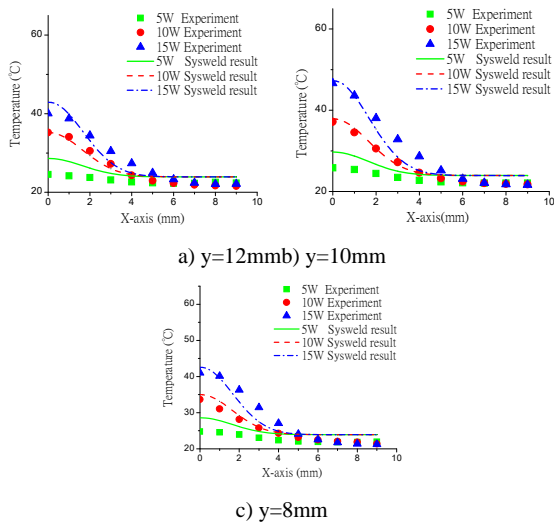 5W Experiment
10W Experiment
15W Experiment
5W Sysweld result
10W Sysweld result
15W Sysweld result
Temperature (℃)
60
40
20
0 2 4 6 8 10
X-axis (mm)
5W Experiment
10W Experiment
15W Experiment
5W Sysweld result
10W Sysweld result
15W Sysweld result
Temperature (℃)
60
40
20
0 2 4 6 8 10
X-axis(mm)
a) y=12mmb) y=10mm
5W Experiment
10W Experiment
15W Experiment
5W Sysweld result
10W Sysweld result
15W Sysweld result
Temperature (℃)
60
50
40
30
20
0 2 4 6 8 10
X-axis (mm)
c) y=8mm